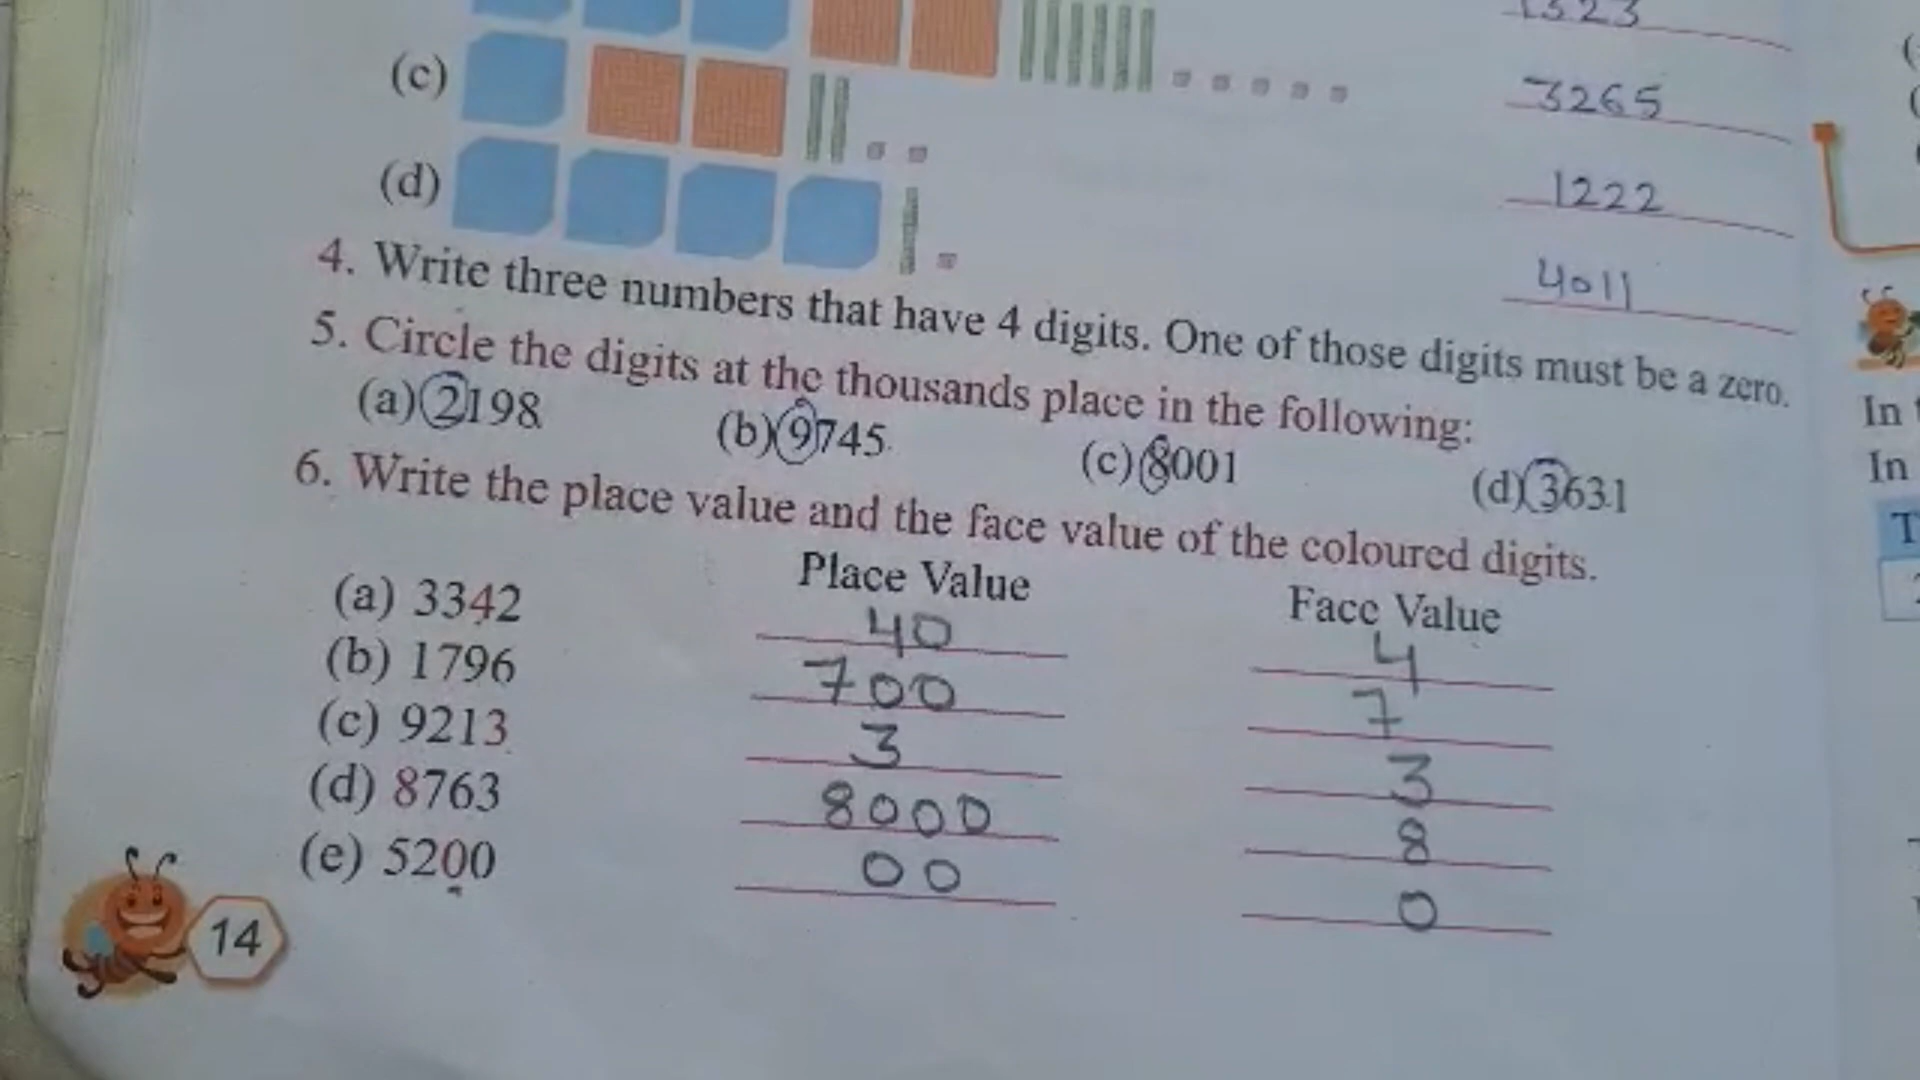 1323
(c)
3265
(d)
1222
4011
4. Write three numbers that have 4 digits. One of those digits must be a zero.
5. Circle the digits at the thousands place in the following:
(a) 2198 (b) 9745 (c) 8001 (d) 3631
6. Write the place value and the face value of the coloured digits.
Place Value Face Value
(a) 3342 40 4
(b) 1796 700 7
(c) 9213 3 3
(d) 8763 8000 8
(e) 5200 00 0
14
In
In
T